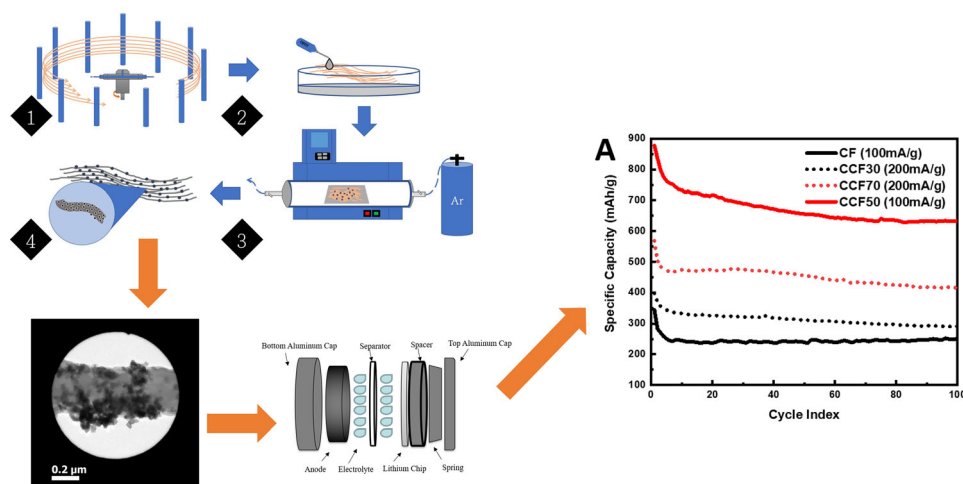 1
2
Ar
3
4
0.2 µm
Bottom Aluminum Cap
Separator
Spacer
Top Aluminum Cap
Anode
Electrolyte
Lithium Chip
Spring
A
CF (100mA/g)
CCF30 (200mA/g)
CCF70 (200mA/g)
CCF50 (100mA/g)
Specific Capacity (mAh/g)
900
800
700
600
500
400
300
200
100
0
20
40
60
80
100
Cycle Index